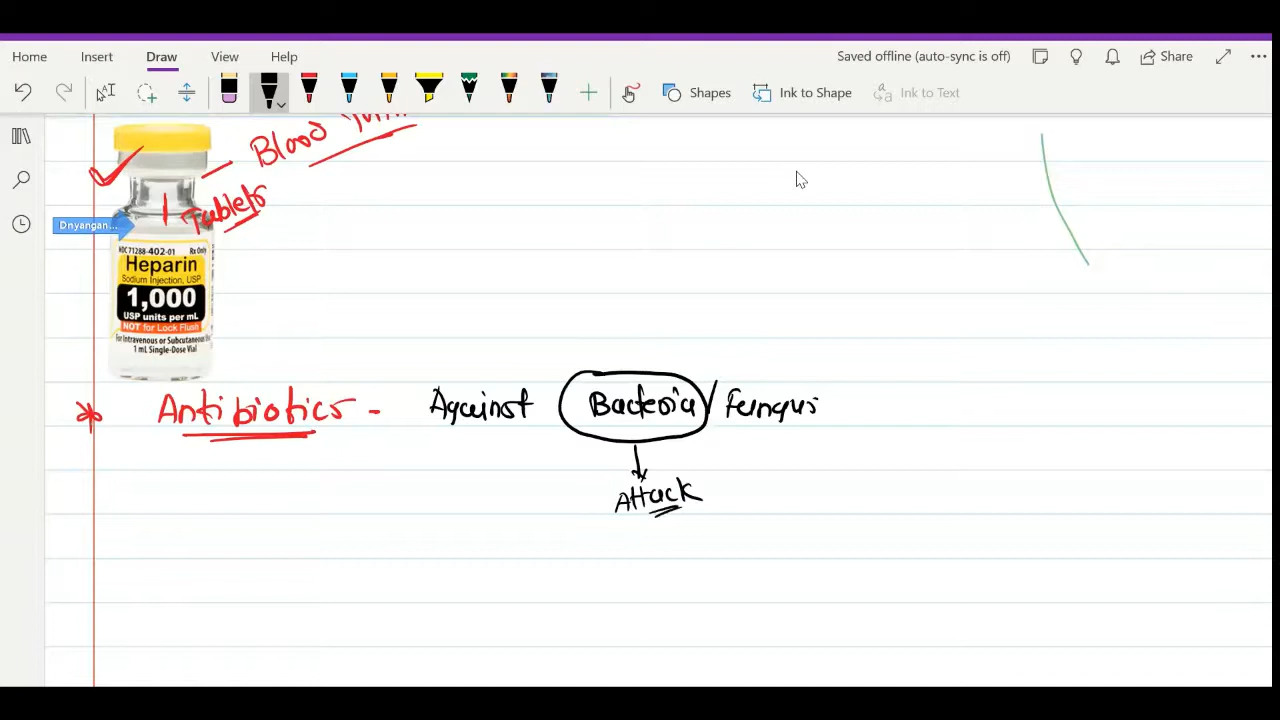 Home Insert Draw View Help Saved offline (auto-sync is off) Share
Shapes Ink to Shape Ink to Text
Blood
Tablets
Dnyangan...
NDC 71288-402-01 Rx Only
Heparin
Sodium Injection, USP
1,000
USP units per mL
NOT for Lock Flush
For Intravenous or Subcutaneous
1 mL Single-Dose Vial
* Antibiotics - Against Bacteria / Fungus
Attack